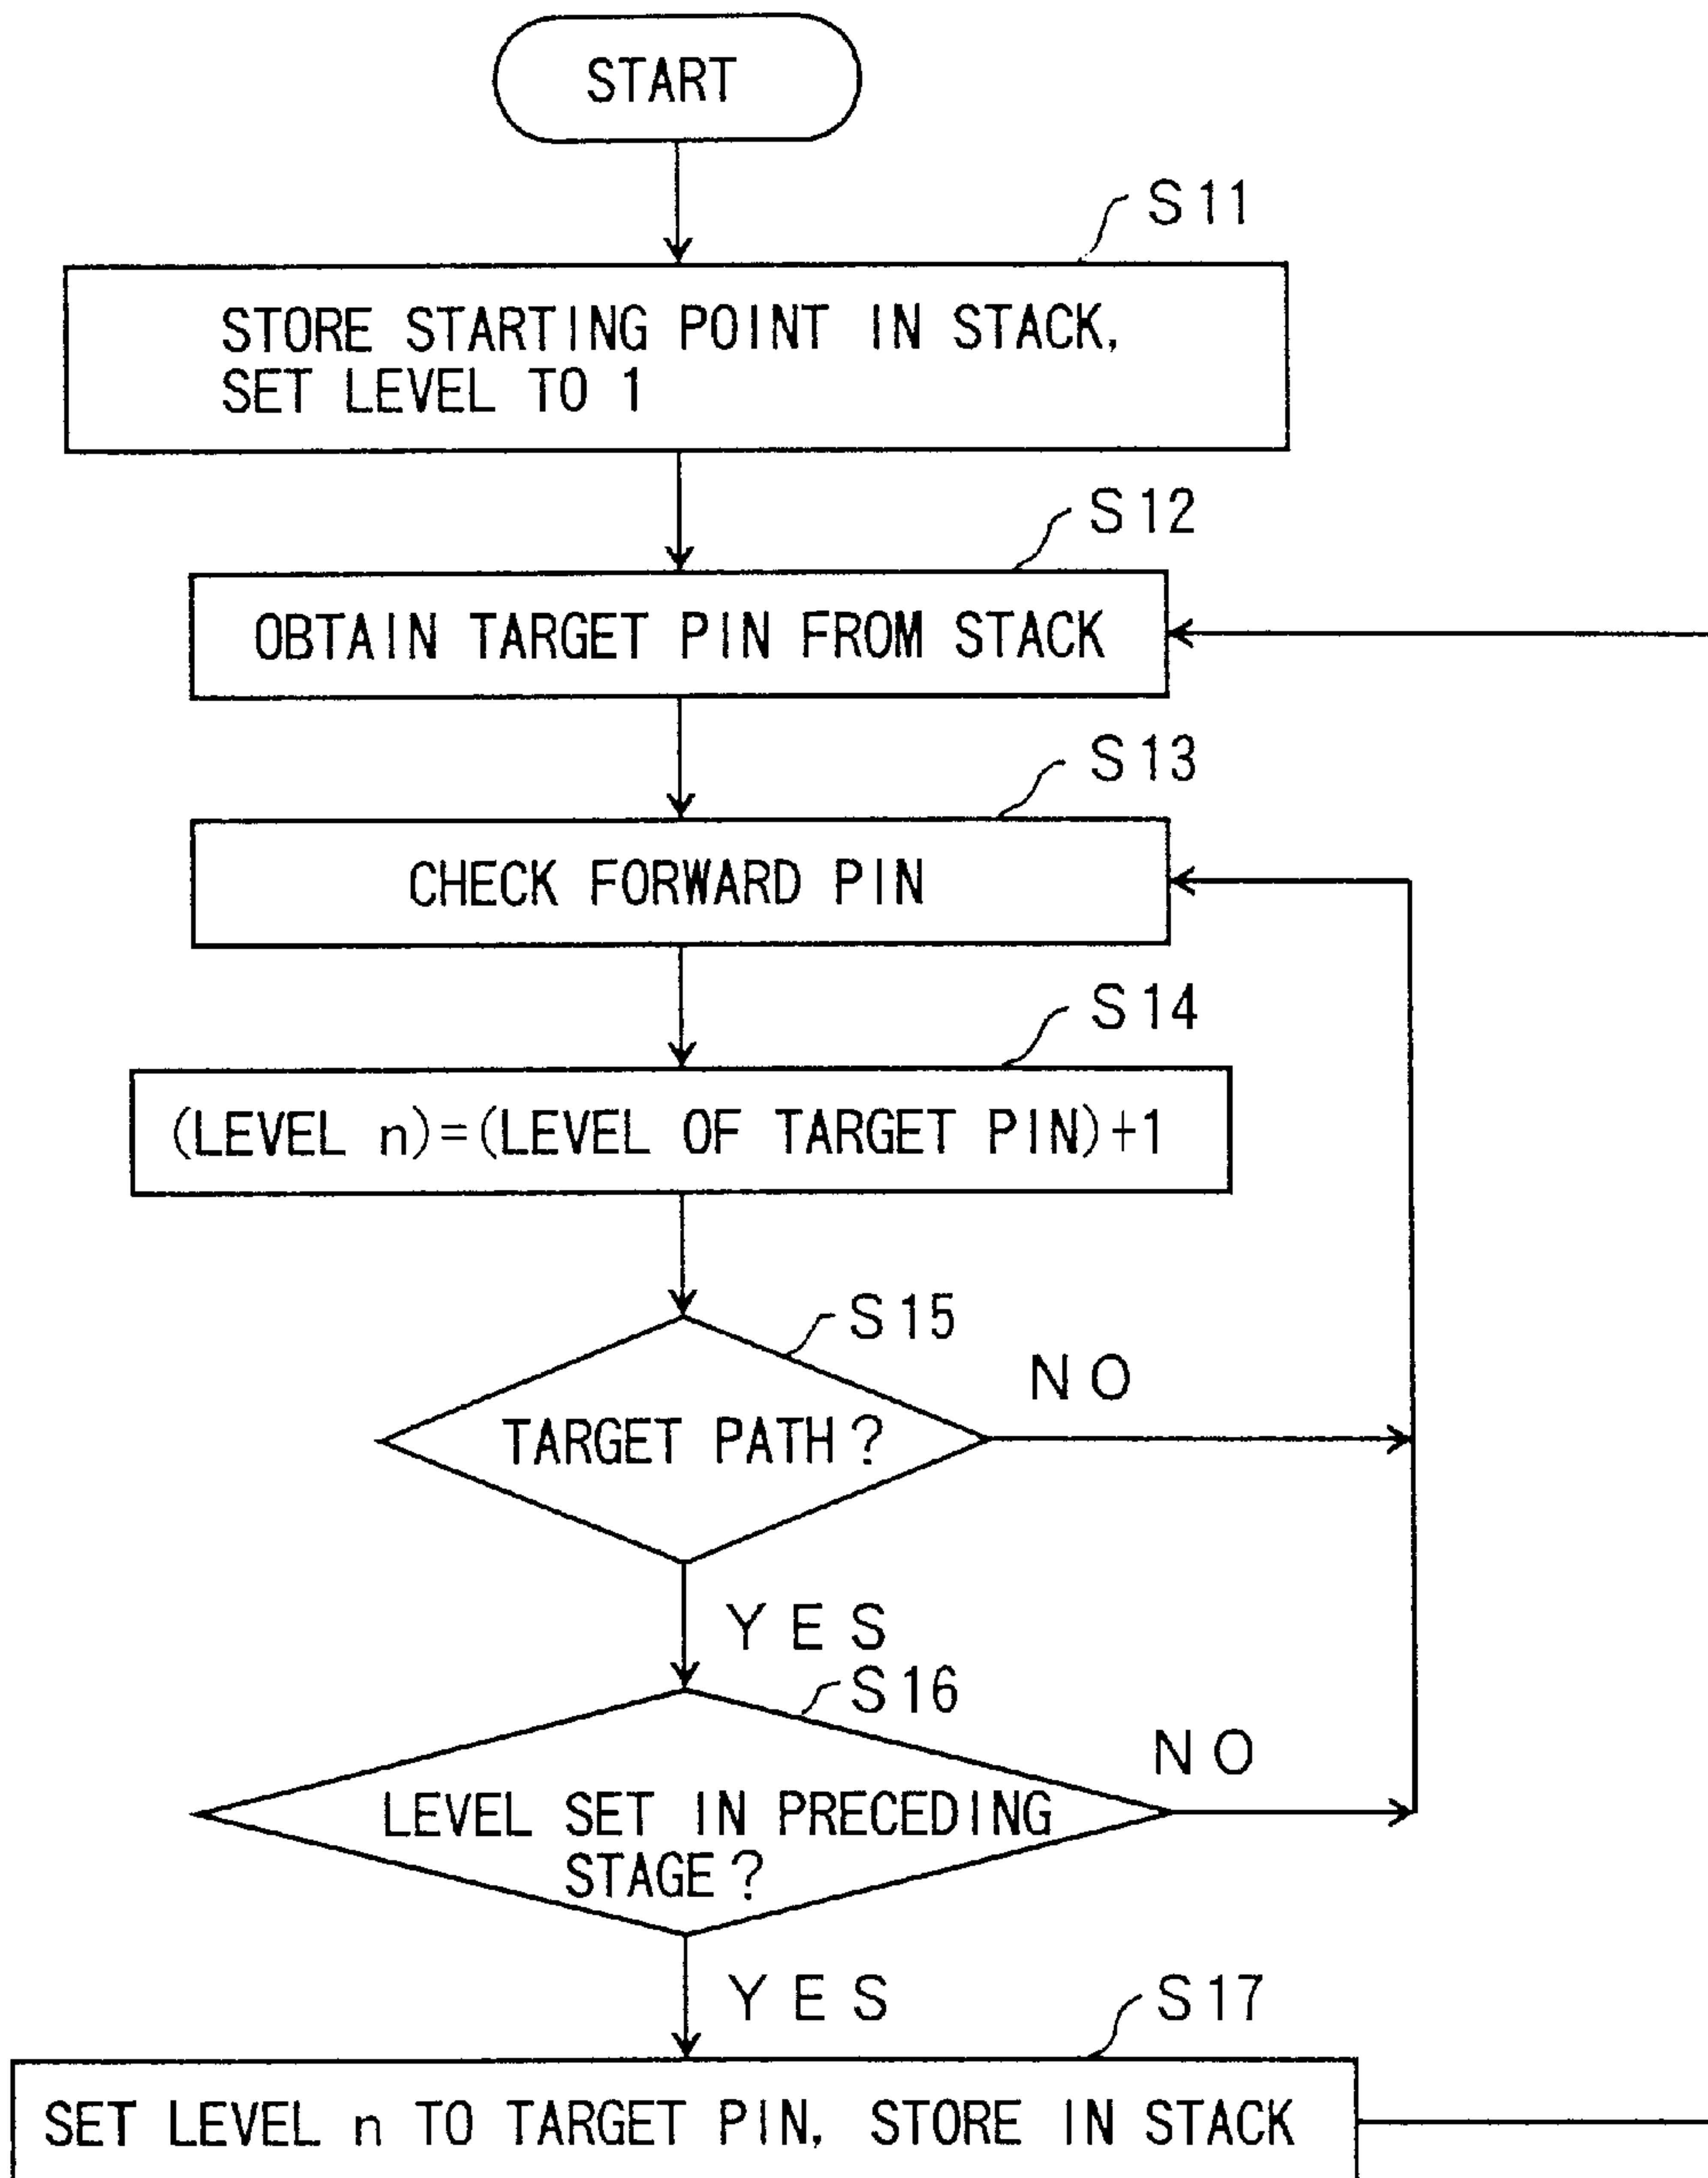 START
S11
STORE STARTING POINT IN STACK,
SET LEVEL TO 1
S12
OBTAIN TARGET PIN FROM STACK
S13
CHECK FORWARD PIN
S14
(LEVEL n)=(LEVEL OF TARGET PIN)+1
S15
NO
TARGET PATH?
YES
S16
NO
LEVEL SET IN PRECEDING
STAGE?
YES
S17
SET LEVEL n TO TARGET PIN, STORE IN STACK